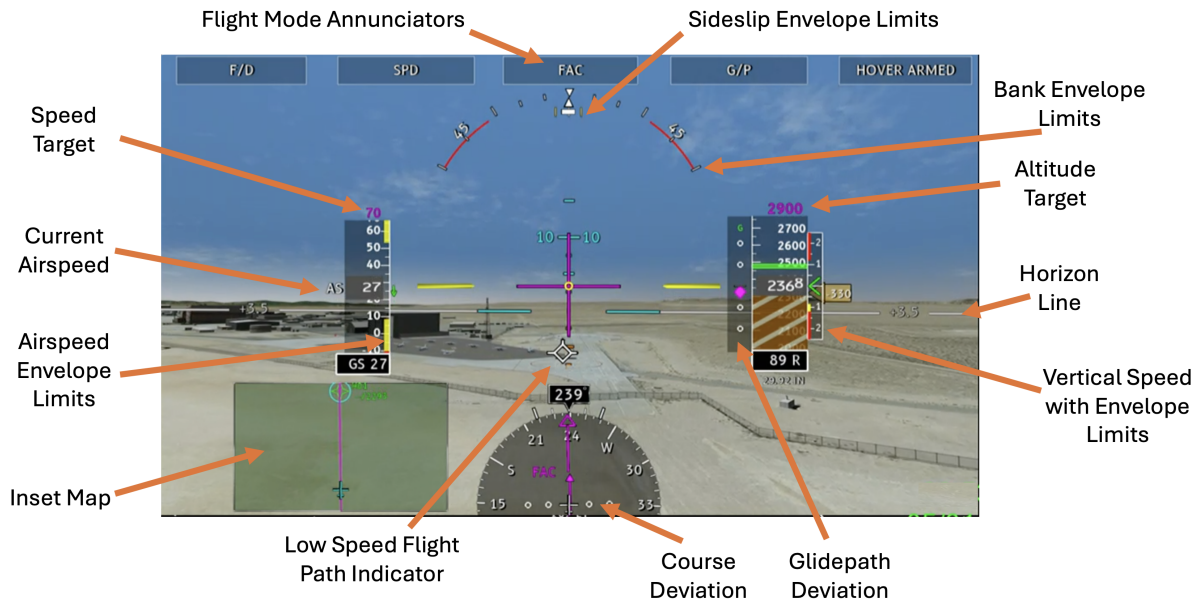 Flight Mode Annunciators
Sideslip Envelope Limits
F/D
SPD
FAC
G/P
HOVER ARMED
Speed
Target
Bank Envelope
Limits
45
45
Altitude
Target
70
2900
60
50
40
27
20
10
0
Current
Airspeed
AS
10
10
2700
2600
2500
2368
G
2
1
1
2
330
Horizon
Line
+3.5
+3.5
Airspeed
Envelope
Limits
GS 27
89 R
29.92 IN
Vertical Speed
with Envelope
Limits
239
21
24
W
S
30
FAC
15
33
Inset Map
Low Speed Flight
Path Indicator
Course
Deviation
Glidepath
Deviation